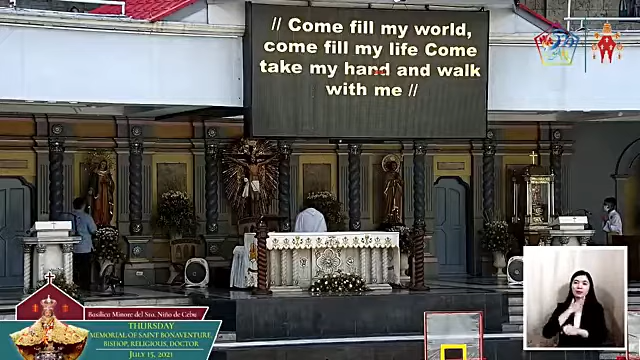 // Come fill my world,
come fill my life Come
take my hand and walk
with me //
Basilica Minore del Sto. Niño de Cebu
THURSDAY
MEMORIAL OF SAINT BONAVENTURE,
BISHOP, RELIGIOUS, DOCTOR
JULY 15, 2021